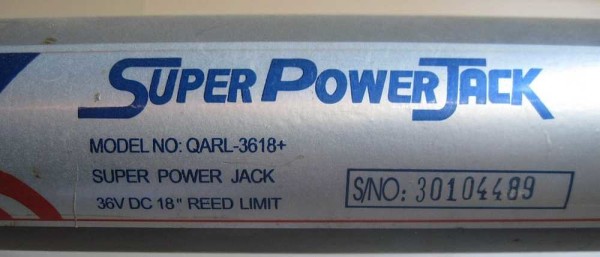 SUPER POWER JACK
MODEL NO: QARL-3618+
SUPER POWER JACK
36V DC 18" REED LIMIT
S/NO: 30104489